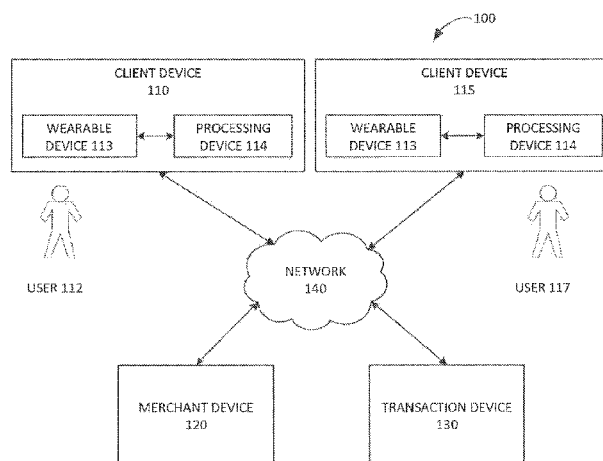 100
CLIENT DEVICE
110
WEARABLE
DEVICE 113
PROCESSING
DEVICE 114
CLIENT DEVICE
115
WEARABLE
DEVICE 113
PROCESSING
DEVICE 114
USER 112
NETWORK
140
USER 117
MERCHANT DEVICE
120
TRANSACTION DEVICE
130